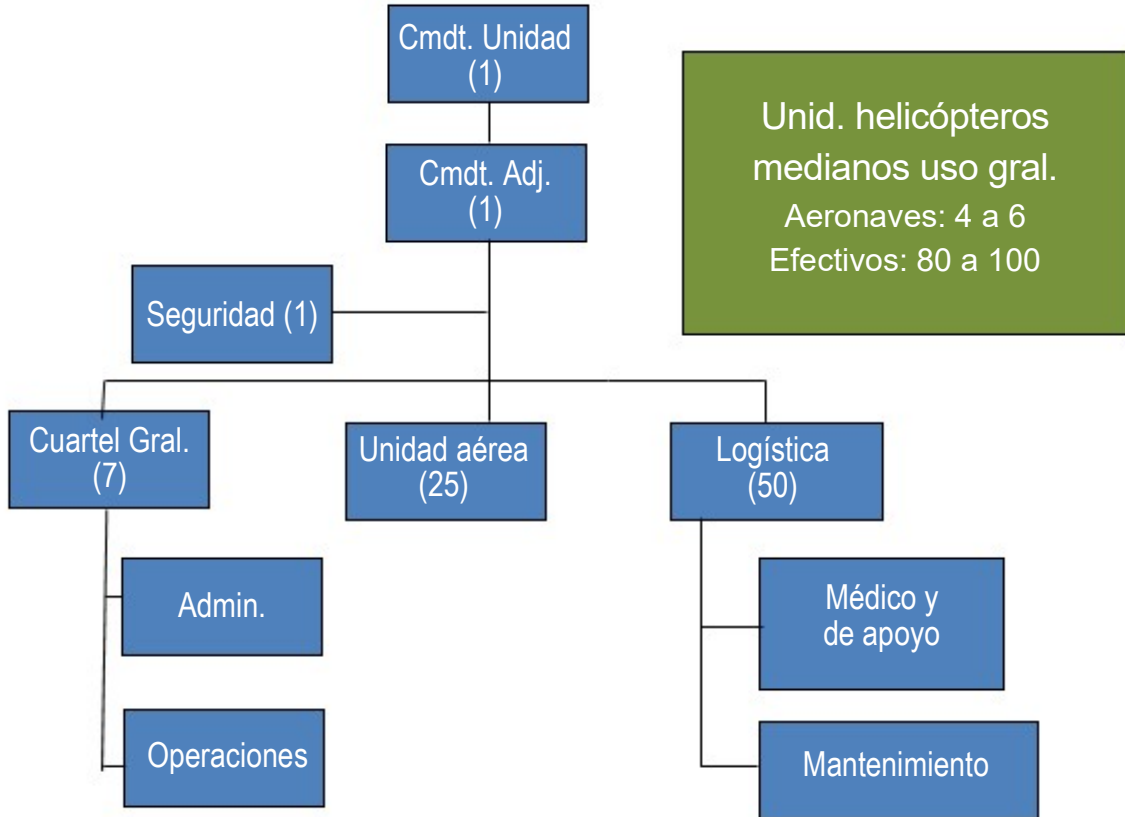 Cmdt. Unidad
(1)
Unid. helicópteros
medianos uso gral.
Aeronaves: 4 a 6
Efectivos: 80 a 100
Cmdt. Adj.
(1)
Seguridad (1)
Cuartel Gral.
(7)
Unidad aérea
(25)
Logística
(50)
Admin.
Médico y
de apoyo
Operaciones
Mantenimiento